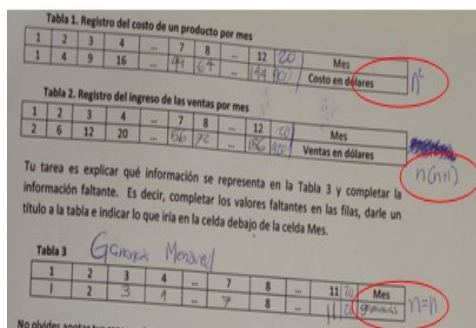 Tabla 1. Registro del costo de un producto por mes
1 2 3 4 ... 7 8 ... 12 20 Mes
1 4 9 16 ... 49 64 ... 144 Costo en dólares n²
Tabla 2. Registro del ingreso de las ventas por mes
1 2 3 4 ... 7 8 ... 12 20 Mes
2 6 12 20 ... 56 72 ... 156 420 Ventas en dólares
n(n+1)
Tu tarea es explicar qué información se representa en la Tabla 3 y completar la
información faltante. Es decir, completar los valores faltantes en las filas, darle un
título a la tabla e indicar lo que iría en la celda debajo de la celda Mes.
Tabla 3 Ganancia Mensual
1 2 3 4 ... 7 8 ... 11 Mes
1 2 3 4 ... 7 8 ... 11 n=n
No olvides anotar